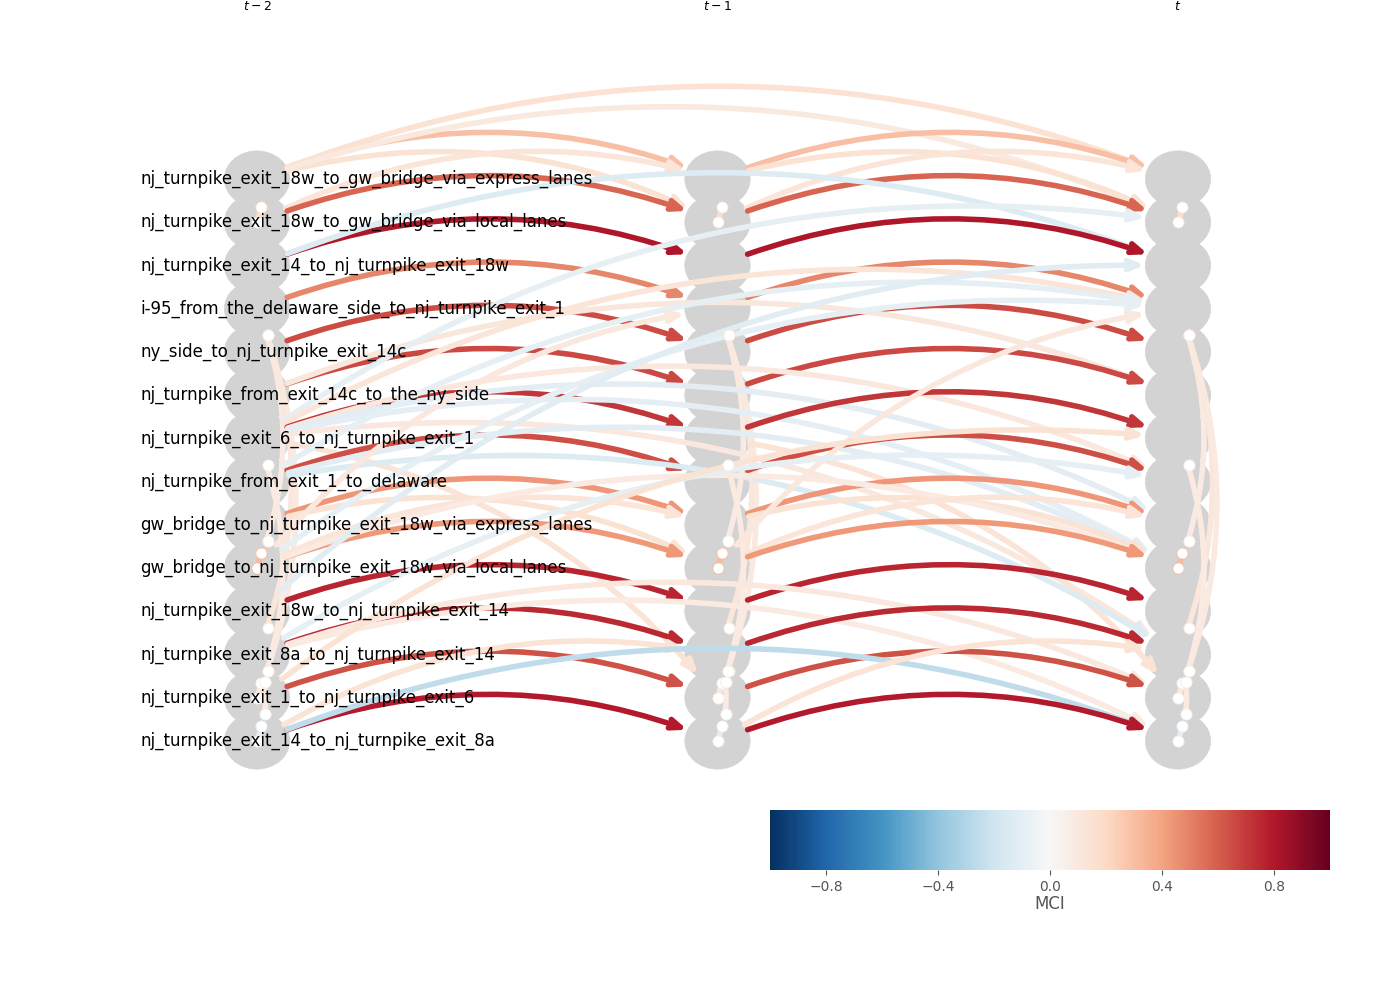 t − 2 t − 1 t
nj_turnpike_exit_18w_to_gw_bridge_via_express_lanes
nj_turnpike_exit_18w_to_gw_bridge_via_local_lanes
nj_turnpike_exit_14_to_nj_turnpike_exit_18w
i-95_from_the_delaware_side_to_nj_turnpike_exit_1
ny_side_to_nj_turnpike_exit_14c
nj_turnpike_from_exit_14c_to_the_ny_side
nj_turnpike_exit_6_to_nj_turnpike_exit_1
nj_turnpike_from_exit_1_to_delaware
gw_bridge_to_nj_turnpike_exit_18w_via_express_lanes
gw_bridge_to_nj_turnpike_exit_18w_via_local_lanes
nj_turnpike_exit_18w_to_nj_turnpike_exit_14
nj_turnpike_exit_8a_to_nj_turnpike_exit_14
nj_turnpike_exit_1_to_nj_turnpike_exit_6
nj_turnpike_exit_14_to_nj_turnpike_exit_8a
−0.8 −0.4 0.0 0.4 0.8
MCI